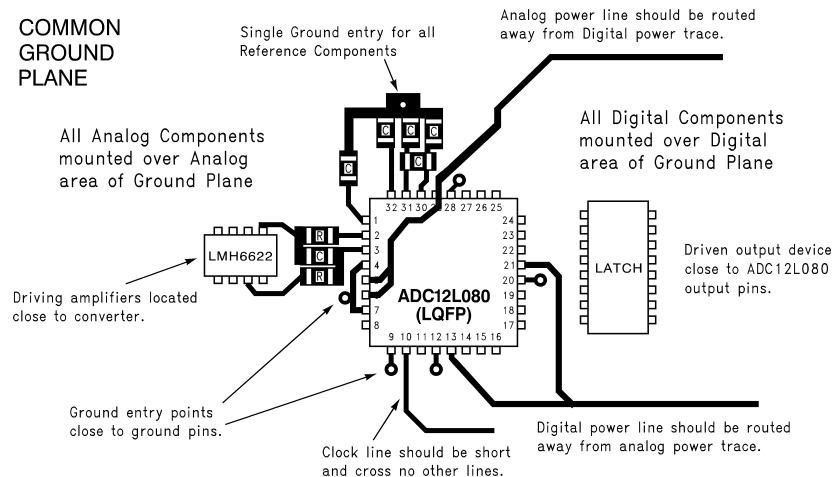 COMMON
GROUND
PLANE
Single Ground entry for all
Reference Components
Analog power line should be routed
away from Digital power trace.
All Analog Components
mounted over Analog
area of Ground Plane
All Digital Components
mounted over Digital
area of Ground Plane
C
C
C
C
C
32 31 30 28 27 26 25
1
2
3
4
7
8
24
23
22
21
20
19
18
17
9 10 11 12 13 14 15 16
R
C
R
LMH6622
ADC12L080
(LQFP)
LATCH
Driving amplifiers located
close to converter.
Driven output device
close to ADC12L080
output pins.
Ground entry points
close to ground pins.
Clock line should be short
and cross no other lines.
Digital power line should be routed
away from analog power trace.